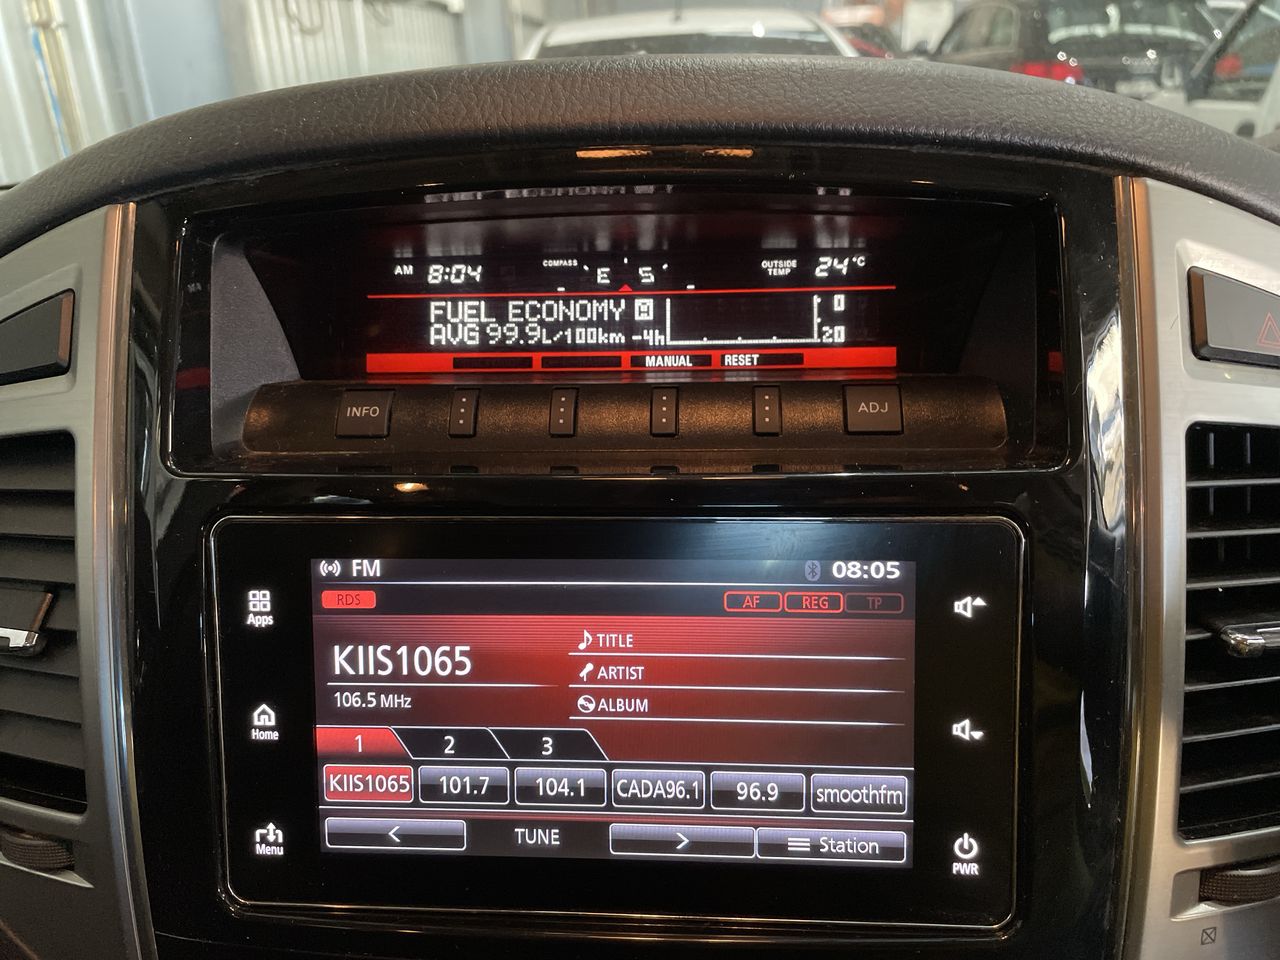 AM 8:04 COMPASS E S OUTSIDE TEMP 24°C
FUEL ECONOMY M 0
AVG 99.9L/100km -4h 20
MANUAL RESET
INFO ADJ
FM 08:05
RDS AF REG TP
Apps
KIIS1065
106.5 MHz
TITLE
ARTIST
ALBUM
Home
1 2 3
KIIS1065 101.7 104.1 CADA96.1 96.9 smoothfm
< TUNE > Station
Menu
PWR